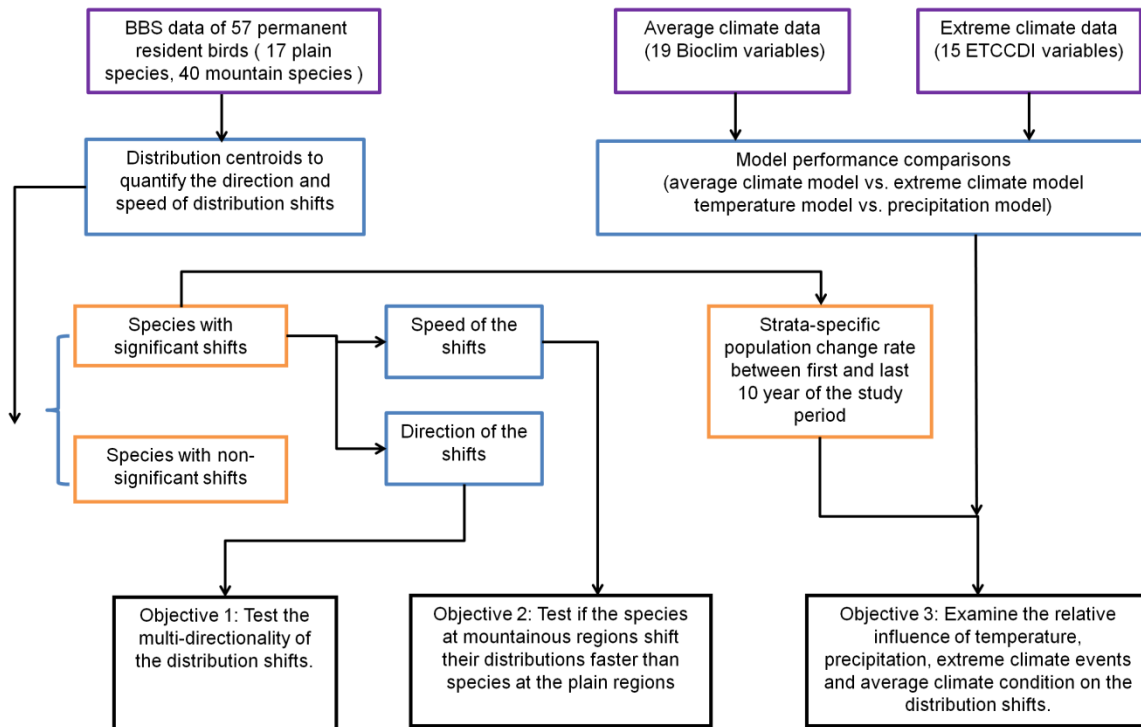 BBS data of 57 permanent
resident birds ( 17 plain
species, 40 mountain species )
Average climate data
(19 Bioclim variables)
Extreme climate data
(15 ETCCDI variables)
Distribution centroids to
quantify the direction and
speed of distribution shifts
Model performance comparisons
(average climate model vs. extreme climate model
temperature model vs. precipitation model)
Species with
significant shifts
Speed of the
shifts
Strata-specific
population change rate
between first and last
10 year of the study
period
Species with non-
significant shifts
Direction of the
shifts
Objective 1: Test the
multi-directionality of
the distribution shifts.
Objective 2: Test if the species
at mountainous regions shift
their distributions faster than
species at the plain regions
Objective 3: Examine the relative
influence of temperature,
precipitation, extreme climate events
and average climate condition on the
distribution shifts.